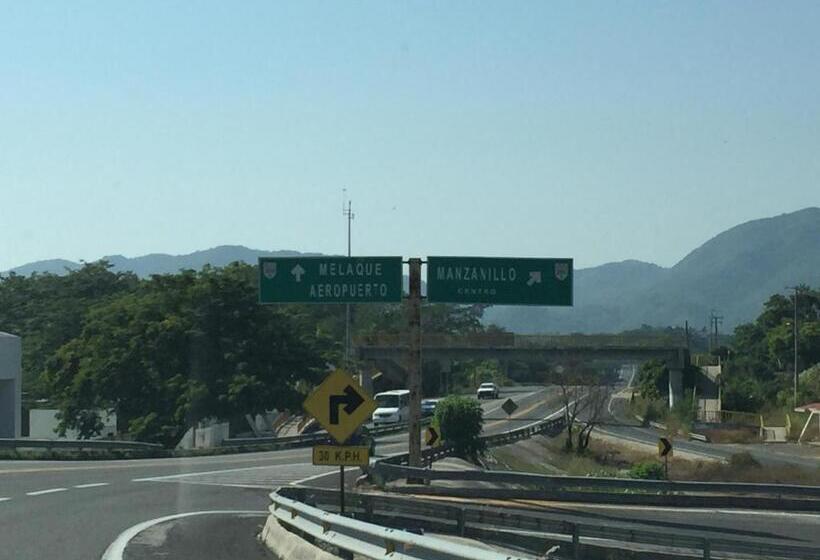 MELAQUE
AEROPUERTO
MANZANILLO
CENTRO
30 K.P.H.